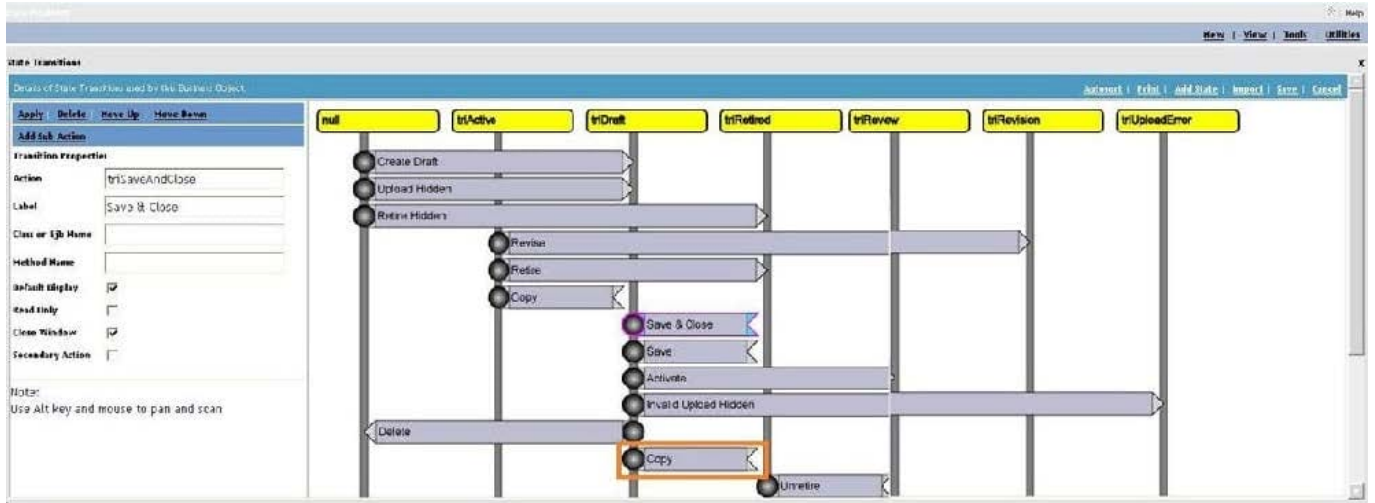 Help
New | View | Tools | Utilities
State Transitions
X
Details of State Transitions used by this Business Object.
Print | Add State | Import | Save | Cancel
Apply | Delete | Move Up | Move Down
Add Sub Action
Transition Properties
Action triSaveAndClose
Label Save & Close
Class or Ejb Name
Method Name
Default Display
Read Only
Close Window
Secondary Action
Note:
Use Alt key and mouse to pan and scan
null triActive triDraft triRetired triReview triRevision triUploadError
Create Draft
Upload Hidden
Retire Hidden
Revise
Retire
Copy
Save & Close
Save
Activate
Invalid Upload Hidden
Delete
Copy
Unretire